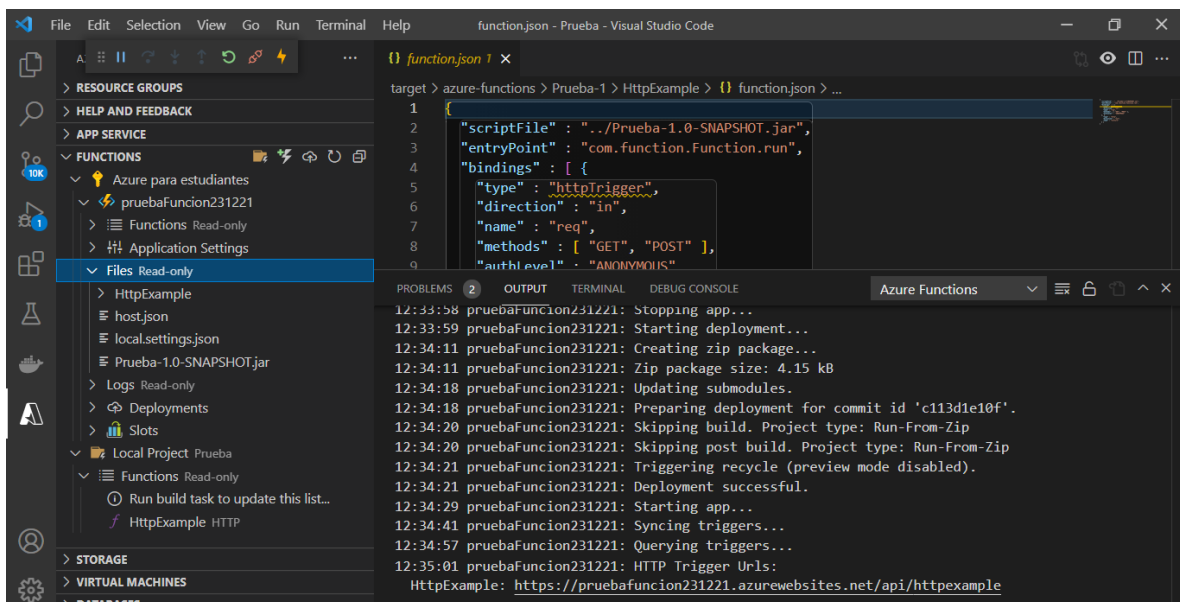 File Edit Selection View Go Run Terminal Help function.json - Prueba - Visual Studio Code
{} function.json 1
target > azure-functions > Prueba-1 > HttpExample > {} function.json > ...
> RESOURCE GROUPS
> HELP AND FEEDBACK
> APP SERVICE
FUNCTIONS
Azure para estudiantes
pruebaFuncion231221
Functions Read-only
Application Settings
Files Read-only
HttpExample
host.json
local.settings.json
Prueba-1.0-SNAPSHOT.jar
Logs Read-only
Deployments
Slots
Local Project Prueba
Functions Read-only
Run build task to update this list...
HttpExample HTTP
STORAGE
VIRTUAL MACHINES
10K
1
1 {
2 "scriptFile" : "../Prueba-1.0-SNAPSHOT.jar",
3 "entryPoint" : "com.function.Function.run",
4 "bindings" : [ {
5 "type" : "httpTrigger",
6 "direction" : "in",
7 "name" : "req",
8 "methods" : [ "GET", "POST" ],
9 "authLevel" : "ANONYMOUS"
PROBLEMS 2 OUTPUT TERMINAL DEBUG CONSOLE Azure Functions
12:33:58 pruebaFuncion231221: Stopping app...
12:33:59 pruebaFuncion231221: Starting deployment...
12:34:11 pruebaFuncion231221: Creating zip package...
12:34:11 pruebaFuncion231221: Zip package size: 4.15 kB
12:34:18 pruebaFuncion231221: Updating submodules.
12:34:18 pruebaFuncion231221: Preparing deployment for commit id 'c113d1e10f'.
12:34:20 pruebaFuncion231221: Skipping build. Project type: Run-From-Zip
12:34:20 pruebaFuncion231221: Skipping post build. Project type: Run-From-Zip
12:34:21 pruebaFuncion231221: Triggering recycle (preview mode disabled).
12:34:21 pruebaFuncion231221: Deployment successful.
12:34:29 pruebaFuncion231221: Starting app...
12:34:41 pruebaFuncion231221: Syncing triggers...
12:34:57 pruebaFuncion231221: Querying triggers...
12:35:01 pruebaFuncion231221: HTTP Trigger Urls:
HttpExample: https://pruebafuncion231221.azurewebsites.net/api/httpexample